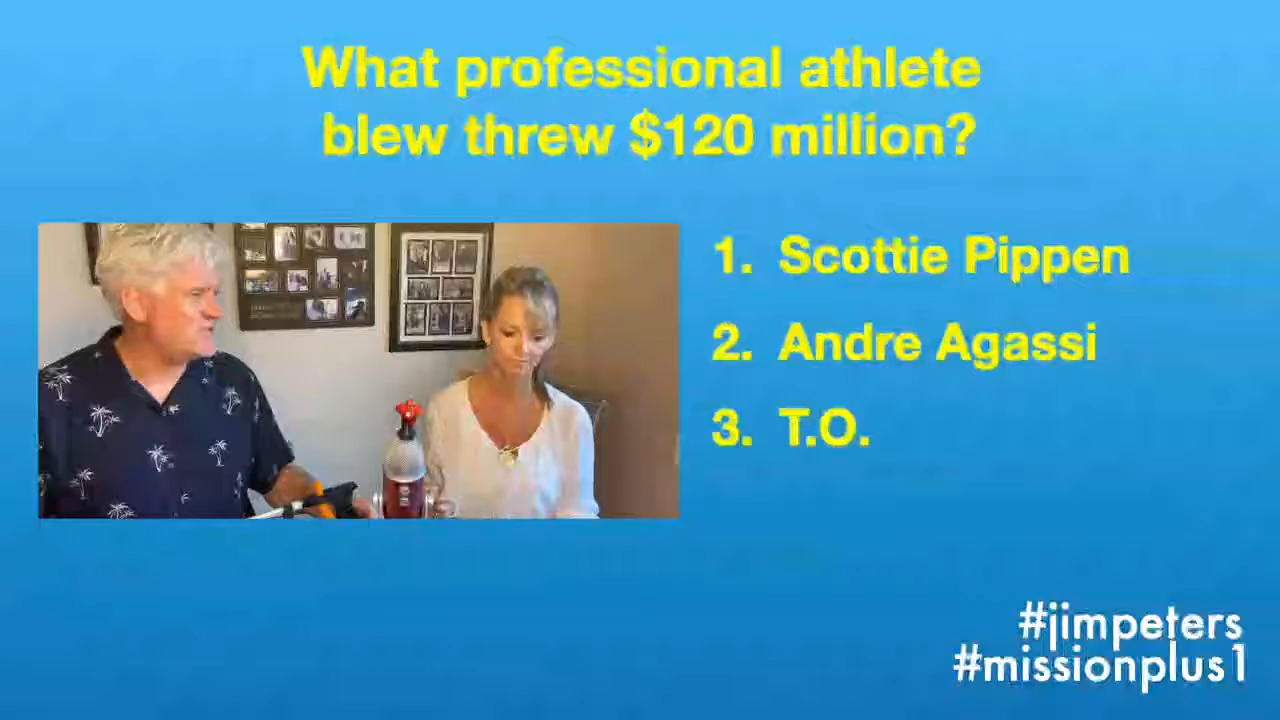 What professional athlete
blew threw $120 million?
1. Scottie Pippen
2. Andre Agassi
3. T.O.
#jimpeters
#missionplus1